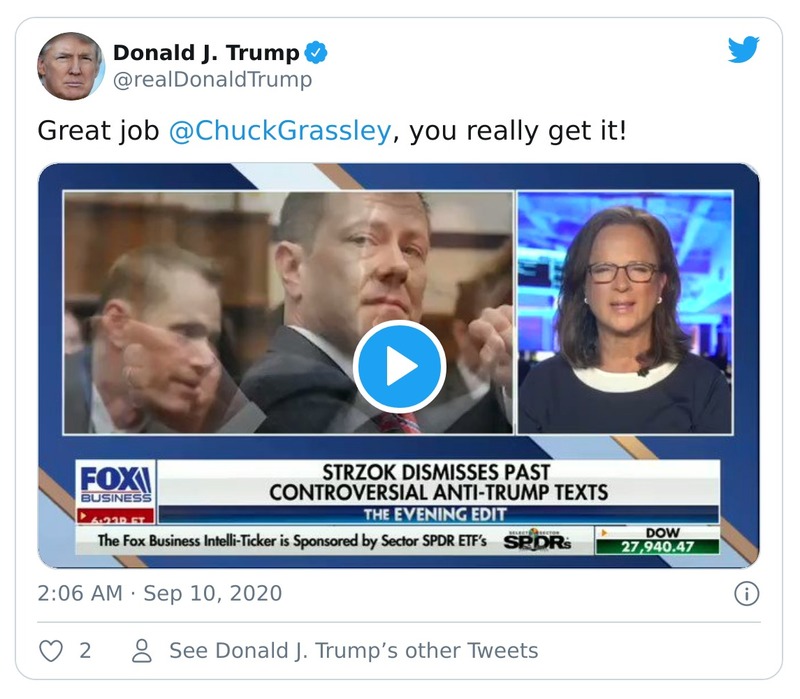 Donald J. Trump
@realDonaldTrump
Great job @ChuckGrassley, you really get it!
STRZOK DISMISSES PAST
CONTROVERSIAL ANTI-TRUMP TEXTS
FOX
BUSINESS
THE EVENING EDIT
ET
The Fox Business Intelli-Ticker is Sponsored by Sector SPDR ETF's
SELECT SECTOR
SPDRs
DOW
27,940.47
2:06 AM · Sep 10, 2020
2
See Donald J. Trump’s other Tweets